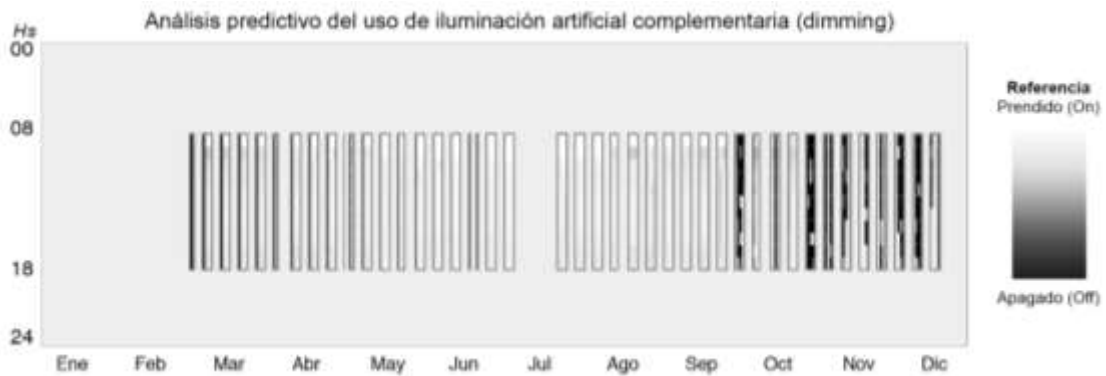 Análisis predictivo del uso de iluminación artificial complementaria (dimming)
Hs
00
08
18
24
Ene Feb Mar Abr May Jun Jul Ago Sep Oct Nov Dic
Referencia
Prendido (On)
Apagado (Off)